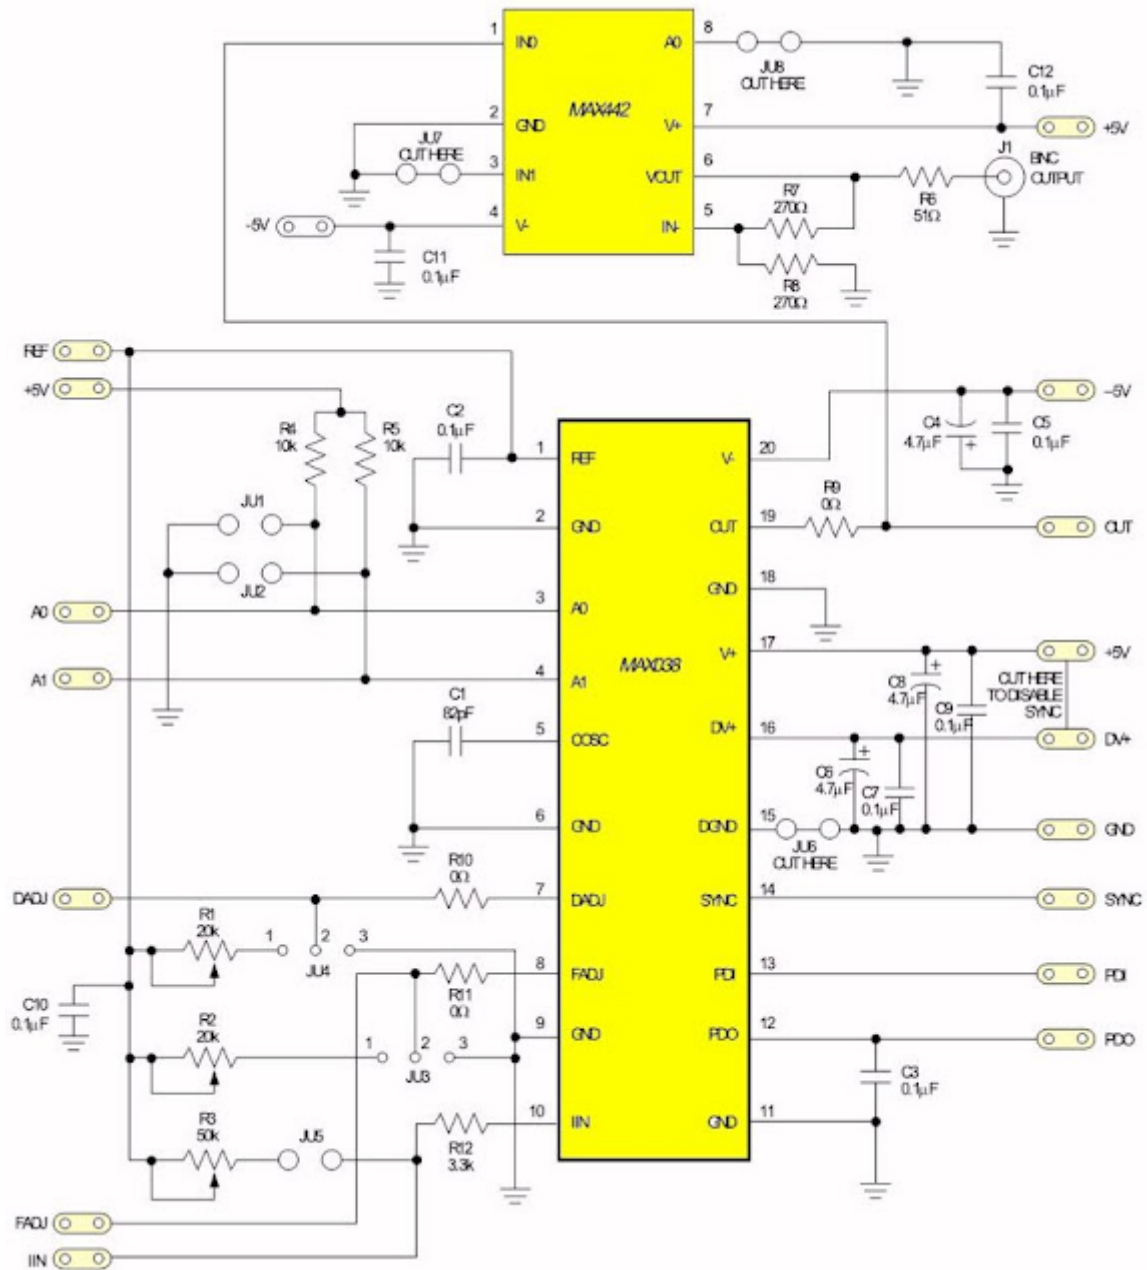 1
IN0
A0
8
JU8
CUT HERE
C12
0.1µF
2
GND
MAX442
V+
7
+5V
JU7
CUT HERE
3
IN1
VOUT
6
J1
BNC
OUTPUT
R7
270Ω
R6
51Ω
-5V
4
V-
IN-
5
C11
0.1µF
R8
270Ω
REF
+5V
-5V
R4
10k
R5
10k
C2
0.1µF
C4
4.7µF
+
C5
0.1µF
1
REF
V-
20
R9
0Ω
JU1
2
GND
OUT
19
OUT
JU2
GND
18
A0
3
A0
MAX038
V+
17
+5V
A1
4
A1
CUT HERE
TO DISABLE
SYNC
C8
4.7µF
+
C9
0.1µF
C1
82pF
5
COSC
DV+
16
DV+
C6
4.7µF
+
C7
0.1µF
6
GND
DGND
15
GND
JU6
CUT HERE
R10
0Ω
DADJ
7
DADJ
SYNC
14
SYNC
R1
20k
1
2
3
JU4
8
FADJ
PDI
13
PDI
R11
0Ω
C10
0.1µF
R2
20k
9
GND
PDO
12
PDO
1
2
3
JU3
C3
0.1µF
R3
50k
JU5
10
IIN
GND
11
R12
3.3k
FADJ
IIN